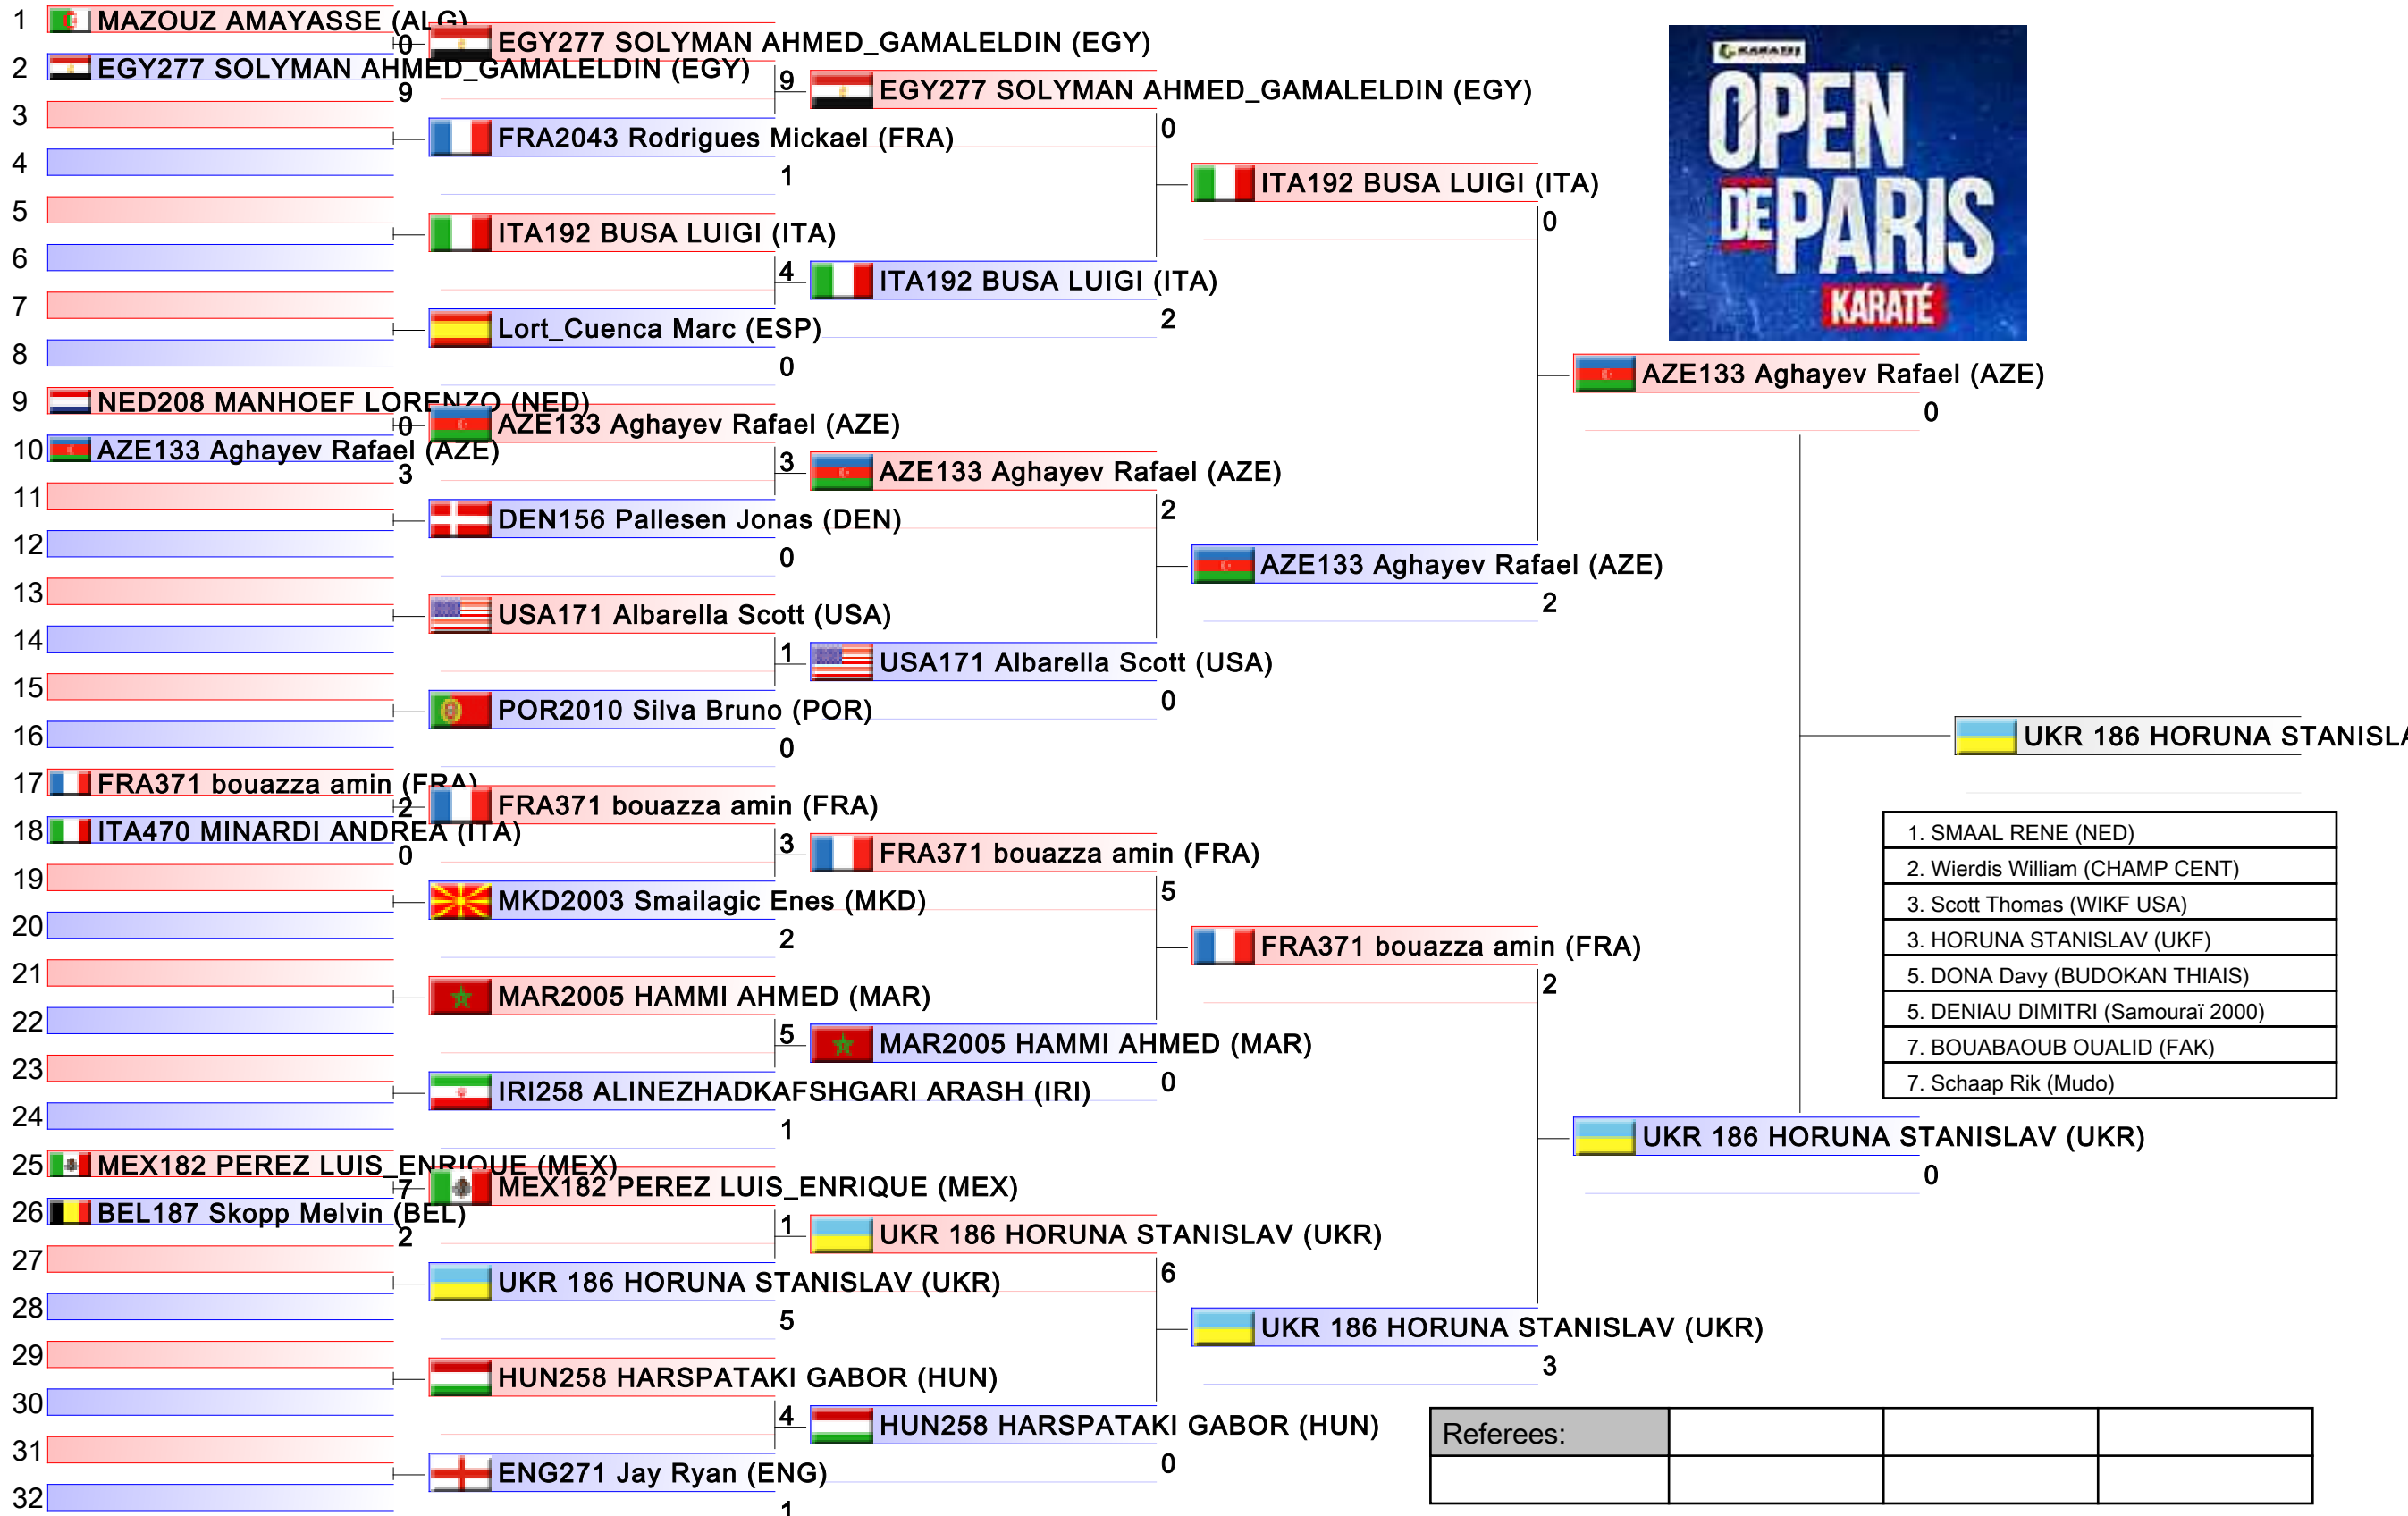 1 MAZOUZ AMAYASSE (ALG)
0
2 EGY277 SOLYMAN AHMED_GAMALELDIN (EGY)
9
3
4
5
6
7
8
9 NED208 MANHOEF LORENZO (NED)
0
10 AZE133 Aghayev Rafael (AZE)
3
11
12
13
14
15
16
17 FRA371 bouazza amin (FRA)
2
18 ITA470 MINARDI ANDREA (ITA)
0
19
20
21
22
23
24
25 MEX182 PEREZ LUIS_ENRIQUE (MEX)
7
26 BEL187 Skopp Melvin (BEL)
2
27
28
29
30
31
32
EGY277 SOLYMAN AHMED_GAMALELDIN (EGY)
9
FRA2043 Rodrigues Mickael (FRA)
1
ITA192 BUSA LUIGI (ITA)
4
Lort_Cuenca Marc (ESP)
0
AZE133 Aghayev Rafael (AZE)
3
DEN156 Pallesen Jonas (DEN)
0
USA171 Albarella Scott (USA)
1
POR2010 Silva Bruno (POR)
0
FRA371 bouazza amin (FRA)
3
MKD2003 Smailagic Enes (MKD)
2
MAR2005 HAMMI AHMED (MAR)
5
IRI258 ALINEZHADKAFSHGARI ARASH (IRI)
1
MEX182 PEREZ LUIS_ENRIQUE (MEX)
1
UKR 186 HORUNA STANISLAV (UKR)
5
HUN258 HARSPATAKI GABOR (HUN)
4
ENG271 Jay Ryan (ENG)
1
EGY277 SOLYMAN AHMED_GAMALELDIN (EGY)
0
ITA192 BUSA LUIGI (ITA)
2
AZE133 Aghayev Rafael (AZE)
2
USA171 Albarella Scott (USA)
0
FRA371 bouazza amin (FRA)
5
MAR2005 HAMMI AHMED (MAR)
0
UKR 186 HORUNA STANISLAV (UKR)
6
HUN258 HARSPATAKI GABOR (HUN)
0
ITA192 BUSA LUIGI (ITA)
0
AZE133 Aghayev Rafael (AZE)
2
FRA371 bouazza amin (FRA)
2
UKR 186 HORUNA STANISLAV (UKR)
3
KARATE
OPEN
DE PARIS
KARATÉ
AZE133 Aghayev Rafael (AZE)
0
UKR 186 HORUNA STANISLAV (UKR)
0
UKR 186 HORUNA STANISLA
1. SMAAL RENE (NED)
2. Wierdis William (CHAMP CENT)
3. Scott Thomas (WIKF USA)
3. HORUNA STANISLAV (UKF)
5. DONA Davy (BUDOKAN THIAIS)
5. DENIAU DIMITRI (Samouraï 2000)
7. BOUABAOUB OUALID (FAK)
7. Schaap Rik (Mudo)
Referees: